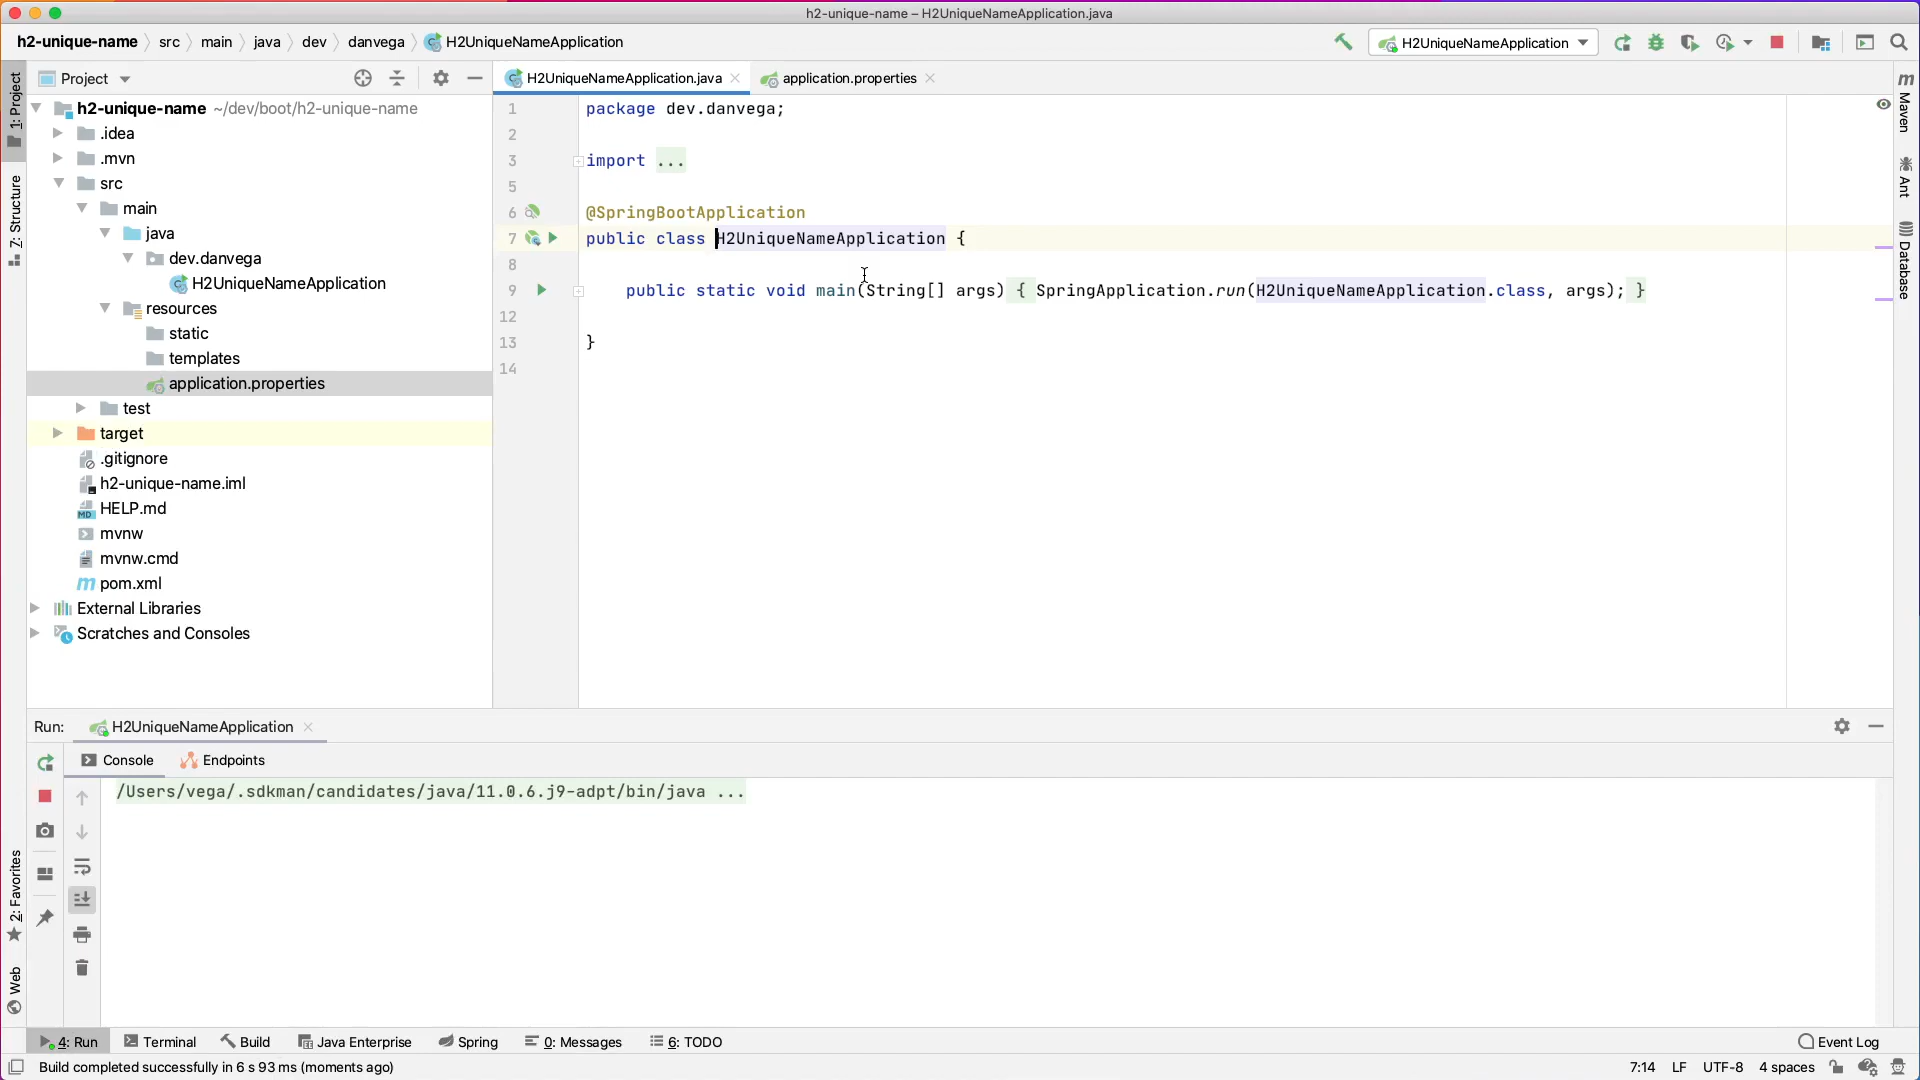 h2-unique-name – H2UniqueNameApplication.java
h2-unique-name src main java dev danvega H2UniqueNameApplication
H2UniqueNameApplication
1: Project
7: Structure
2: Favorites
Web
Project
h2-unique-name ~/dev/boot/h2-unique-name
.idea
.mvn
src
main
java
dev.danvega
H2UniqueNameApplication
resources
static
templates
application.properties
test
target
.gitignore
h2-unique-name.iml
HELP.md
mvnw
mvnw.cmd
pom.xml
External Libraries
Scratches and Consoles
H2UniqueNameApplication.java application.properties
1 package dev.danvega;
2
3 import ...
5
6 @SpringBootApplication
7 public class H2UniqueNameApplication {
8
9 public static void main(String[] args) { SpringApplication.run(H2UniqueNameApplication.class, args); }
12
13 }
14
Maven
Ant
Database
Run: H2UniqueNameApplication
Console Endpoints
/Users/vega/.sdkman/candidates/java/11.0.6.j9-adpt/bin/java ...
4: Run Terminal Build Java Enterprise Spring 0: Messages 6: TODO Event Log
Build completed successfully in 6 s 93 ms (moments ago) 7:14 LF UTF-8 4 spaces